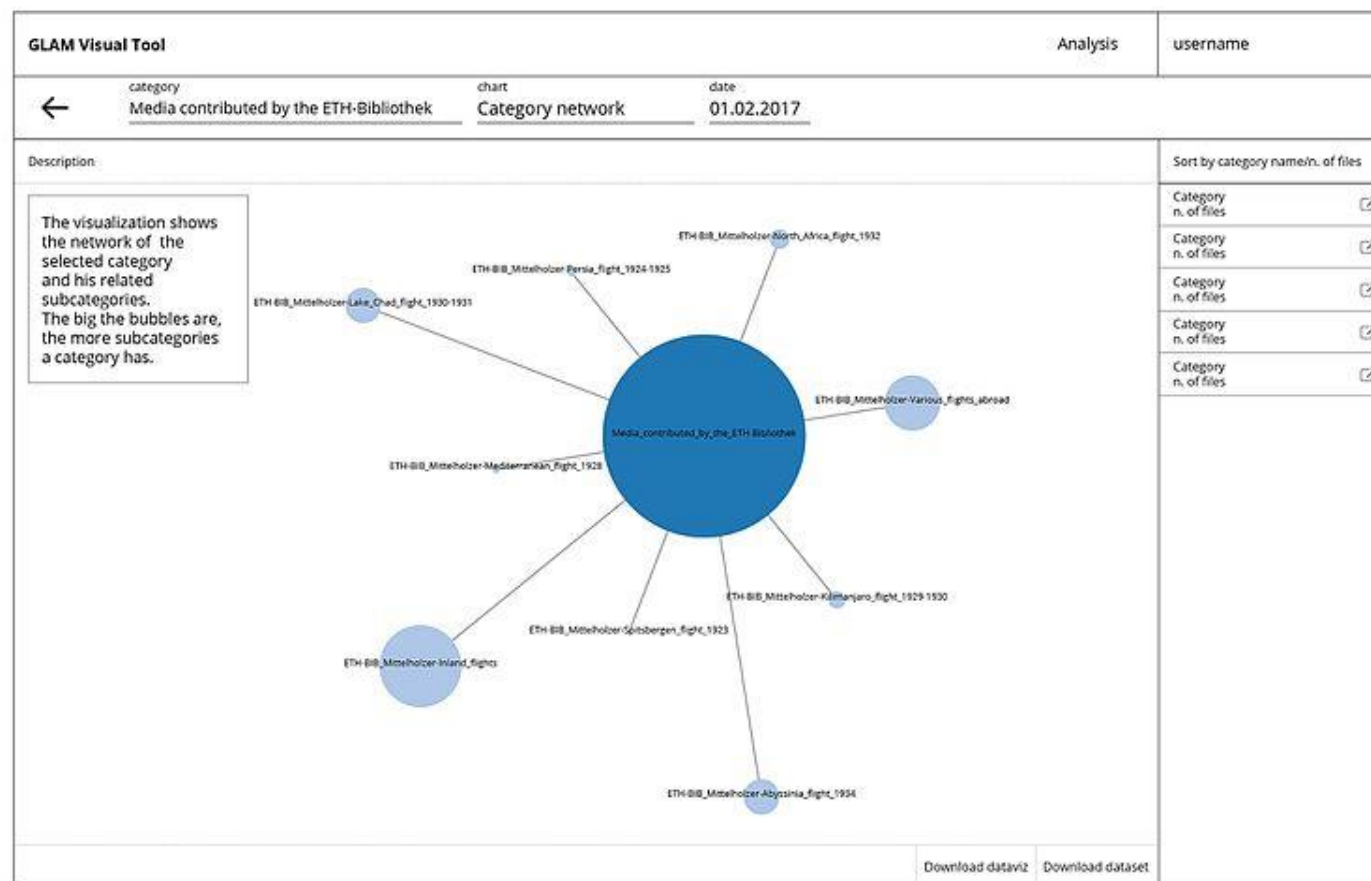 GLAM Visual Tool
Analysis
username
category
Media contributed by the ETH-Bibliothek
chart
Category network
date
01.02.2017
Description
Sort by category name/n. of files
The visualization shows
the network of the
selected category
and his related
subcategories.
The big the bubbles are,
the more subcategories
a category has.
Category
n. of files
Category
n. of files
Category
n. of files
Category
n. of files
Category
n. of files
ETH-BIB_Mittelholzer-North_Africa_flight_1932
ETH-BIB_Mittelholzer-Persia_flight_1924-1925
ETH-BIB_Mittelholzer-Lake_Chad_flight_1930-1931
ETH-BIB_Mittelholzer-Various_flights_abroad
Media_contributed_by_the_ETH-Bibliothek
ETH-BIB_Mittelholzer-Mediterranean_flight_1928
ETH-BIB_Mittelholzer-Kilimanjaro_flight_1929-1930
ETH-BIB_Mittelholzer-Spitsbergen_flight_1923
ETH-BIB_Mittelholzer-Inland_flights
ETH-BIB_Mittelholzer-Abyssinia_flight_1934
Download dataviz
Download dataset